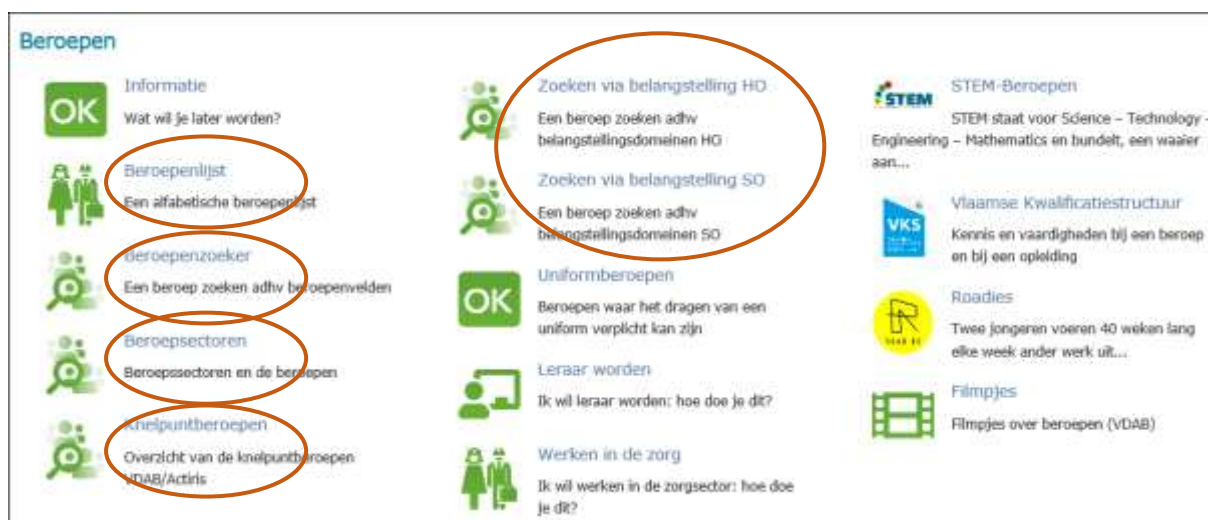 Beroepen
OK
Informatie
Wat wil je later worden?
Beroepenlijst
Een alfabetische beroepenlijst
Beroepenzoeker
Een beroep zoeken adhv beroepenvelden
Beroepsectoren
Beroepssectoren en de beroepen
Knelpuntberoepen
Overzicht van de knelpuntberoepen
VDAB/Actiris
Zoeken via belangstelling HO
Een beroep zoeken adhv
belangstellingsdomeinen HO
Zoeken via belangstelling SO
Een beroep zoeken adhv
belangstellingsdomeinen SO
OK
Uniformberoepen
Beroepen waar het dragen van een
uniform verplicht kan zijn
Leraar worden
Ik wil leraar worden: hoe doe je dit?
Werken in de zorg
Ik wil werken in de zorgsector: hoe doe
je dit?
STEM
STEM-Beroepen
STEM staat voor Science – Technology –
Engineering – Mathematics en bundelt, een waaier
aan...
VKS
Vlaamse Kwalificatiestructuur
Kennis en vaardigheden bij een beroep
en bij een opleiding
Roadies
Twee jongeren voeren 40 weken lang
elke week ander werk uit...
Filmpjes
Filmpjes over beroepen (VDAB)